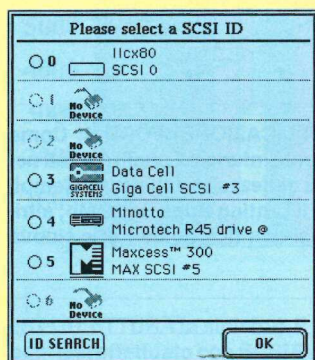 Please select a SCSI ID
0 IIcx80
SCSI 0
1 No Device
2 No Device
3 GIGACELL SYSTEMS Data Cell
Giga Cell SCSI #3
4 Minotto
Microtech R45 drive @
5 M Maxcess™ 300
MAX SCSI #5
6 No Device
ID SEARCH OK